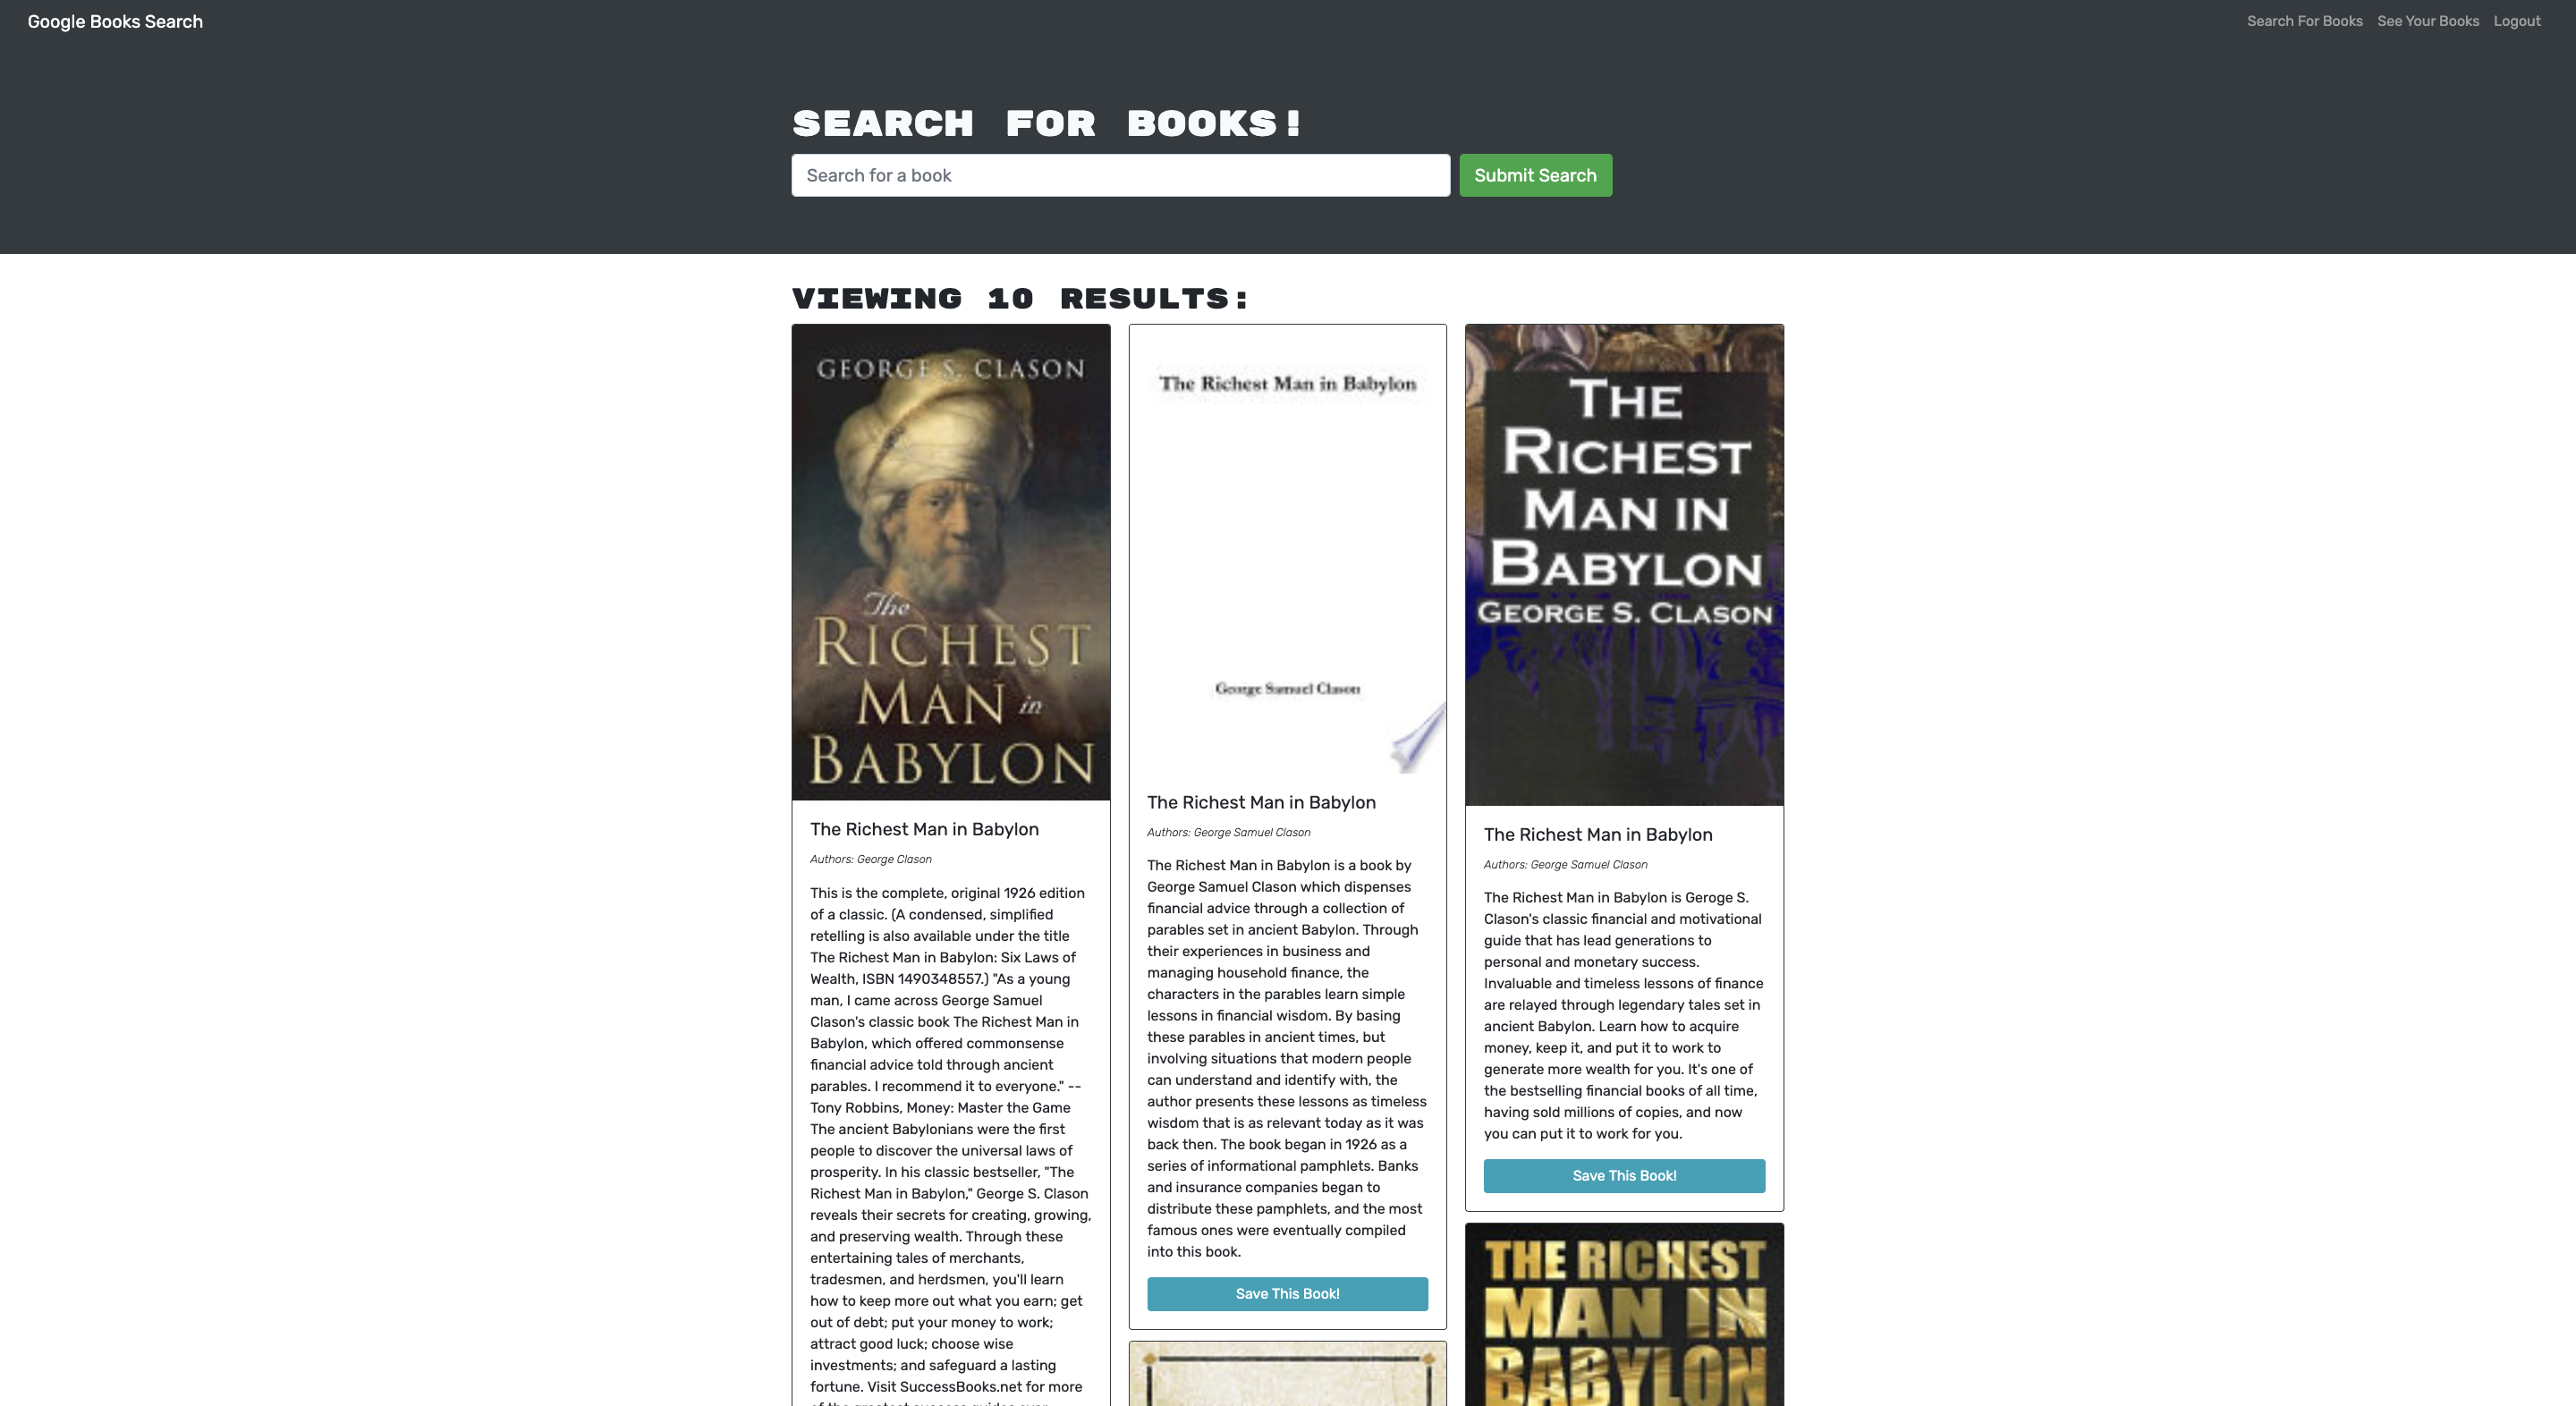 Google Books Search
Search For Books
See Your Books
Logout
SEARCH FOR BOOKS!
Search for a book
Submit Search
VIEWING 10 RESULTS:
GEORGE S. CLASON
The
RICHEST
MAN in
BABYLON
The Richest Man in Babylon
Authors: George Clason
This is the complete, original 1926 edition
of a classic. (A condensed, simplified
retelling is also available under the title
The Richest Man in Babylon: Six Laws of
Wealth, ISBN 1490348557.) "As a young
man, I came across George Samuel
Clason's classic book The Richest Man in
Babylon, which offered commonsense
financial advice told through ancient
parables. I recommend it to everyone." --
Tony Robbins, Money: Master the Game
The ancient Babylonians were the first
people to discover the universal laws of
prosperity. In his classic bestseller, "The
Richest Man in Babylon," George S. Clason
reveals their secrets for creating, growing,
and preserving wealth. Through these
entertaining tales of merchants,
tradesmen, and herdsmen, you'll learn
how to keep more out what you earn; get
out of debt; put your money to work;
attract good luck; choose wise
investments; and safeguard a lasting
fortune. Visit SuccessBooks.net for more
The Richest Man in Babylon
George Samuel Clason
The Richest Man in Babylon
Authors: George Samuel Clason
The Richest Man in Babylon is a book by
George Samuel Clason which dispenses
financial advice through a collection of
parables set in ancient Babylon. Through
their experiences in business and
managing household finance, the
characters in the parables learn simple
lessons in financial wisdom. By basing
these parables in ancient times, but
involving situations that modern people
can understand and identify with, the
author presents these lessons as timeless
wisdom that is as relevant today as it was
back then. The book began in 1926 as a
series of informational pamphlets. Banks
and insurance companies began to
distribute these pamphlets, and the most
famous ones were eventually compiled
into this book.
Save This Book!
THE
RICHEST
MAN IN
BABYLON
GEORGE S. CLASON
The Richest Man in Babylon
Authors: George Samuel Clason
The Richest Man in Babylon is Geroge S.
Clason's classic financial and motivational
guide that has lead generations to
personal and monetary success.
Invaluable and timeless lessons of finance
are relayed through legendary tales set in
ancient Babylon. Learn how to acquire
money, keep it, and put it to work to
generate more wealth for you. It's one of
the bestselling financial books of all time,
having sold millions of copies, and now
you can put it to work for you.
Save This Book!
THE RICHEST
MAN IN
BABYLON